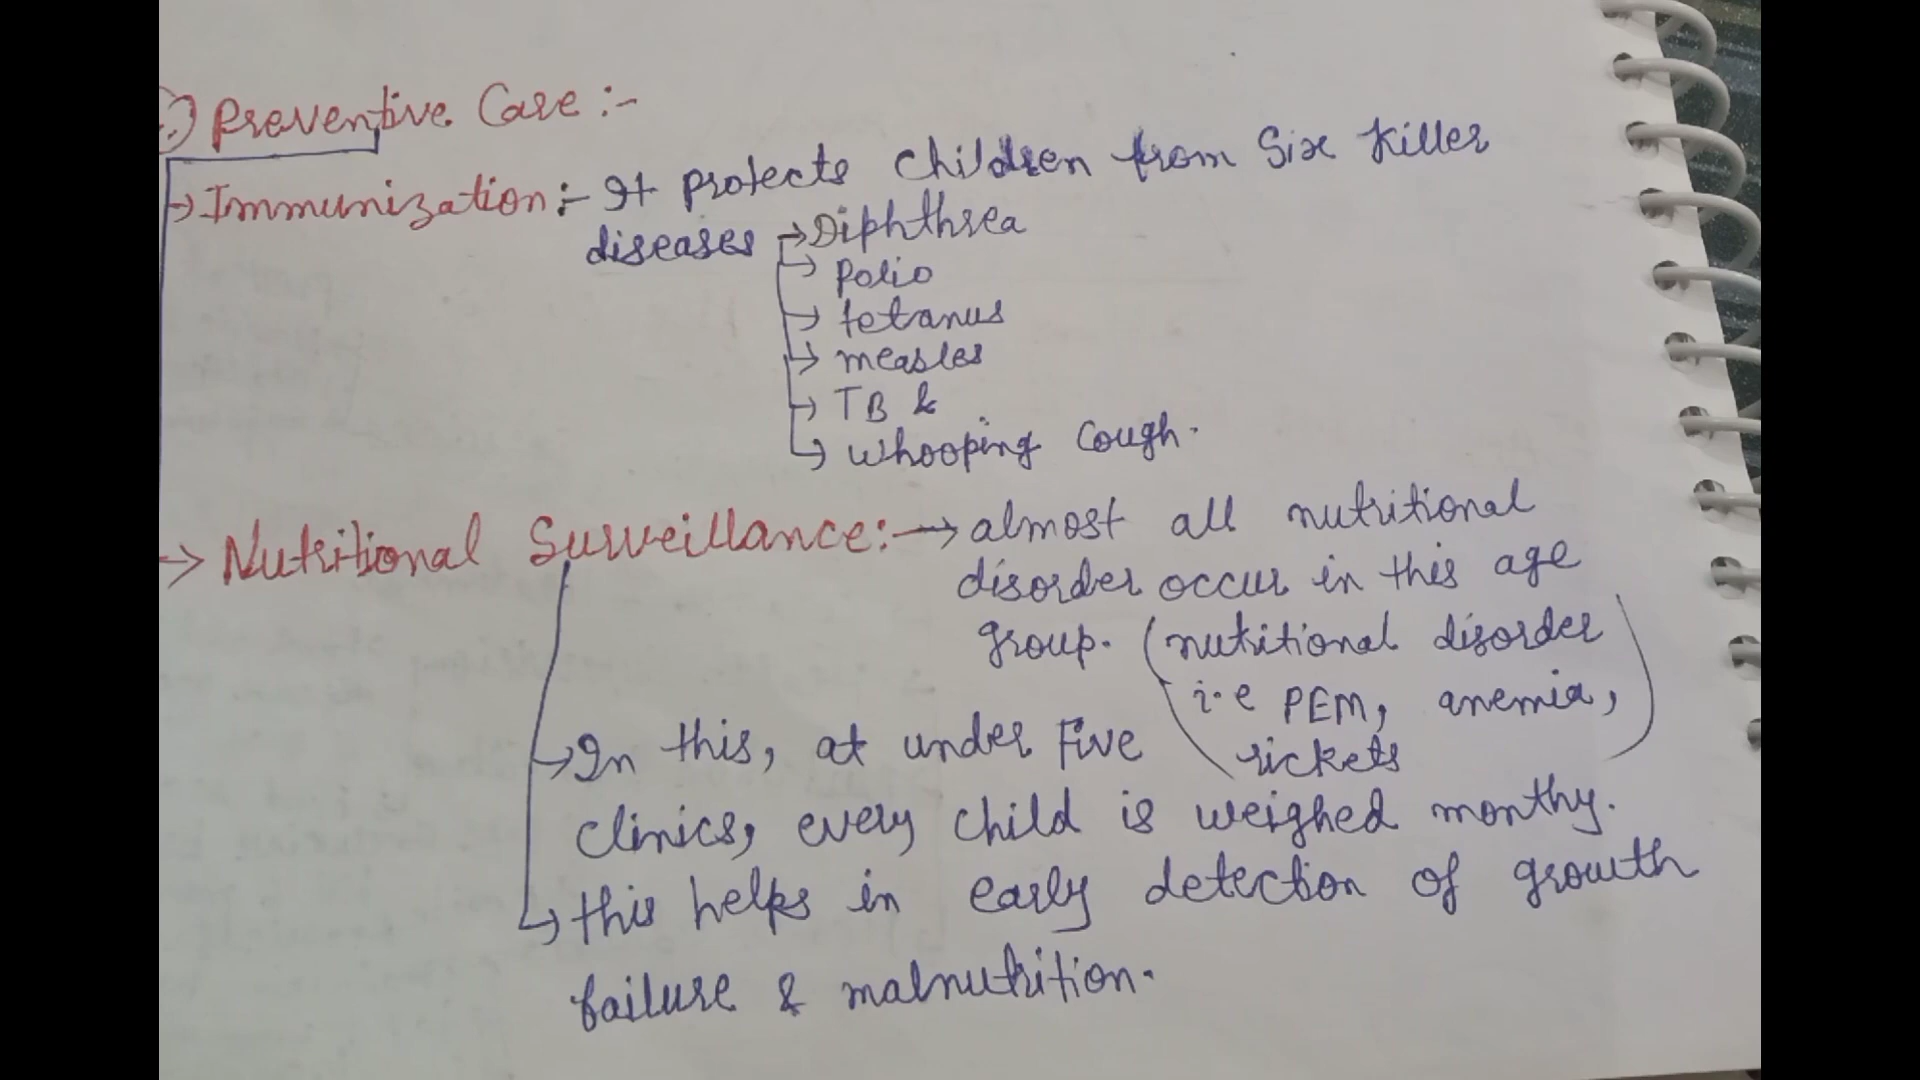 Preventive Care :-
→ Immunization :- It protects children from Six killer
diseases → Diphthrea
→ Polio
→ tetanus
→ measles
→ TB &
→ whooping cough.
→ Nutritional Surveillance :- → almost all nutritional
disorder occur in this age
group. (nutritional disorder
i.e PEM, anemia,
rickets)
→ In this, at under Five
clinics, every child is weighed monthy.
→ this helps in early detection of growth
failure & malnutrition.